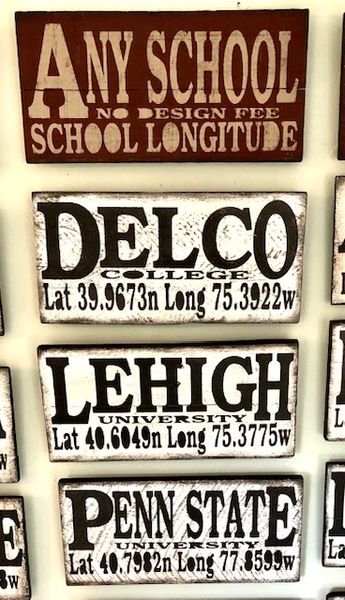 ANY SCHOOL
NO DESIGN FEE
SCHOOL LONGITUDE
DELCO
COLLEGE
Lat 39.9673n Long 75.3922w
LEHIGH
UNIVERSITY
Lat 40.6049n Long 75.3775w
PENN STATE
UNIVERSITY
Lat 40.7982n Long 77.8599w